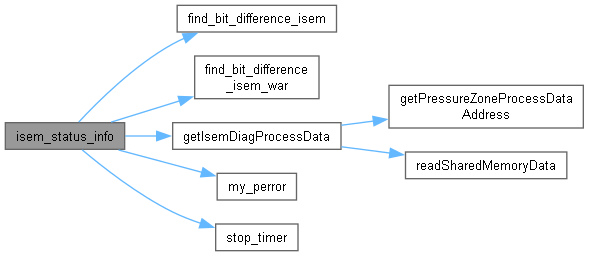 find_bit_difference_isem
find_bit_difference
_isem_war
getPressureZoneProcessData
Address
isem_status_info
getIsemDiagProcessData
readSharedMemoryData
my_perror
stop_timer